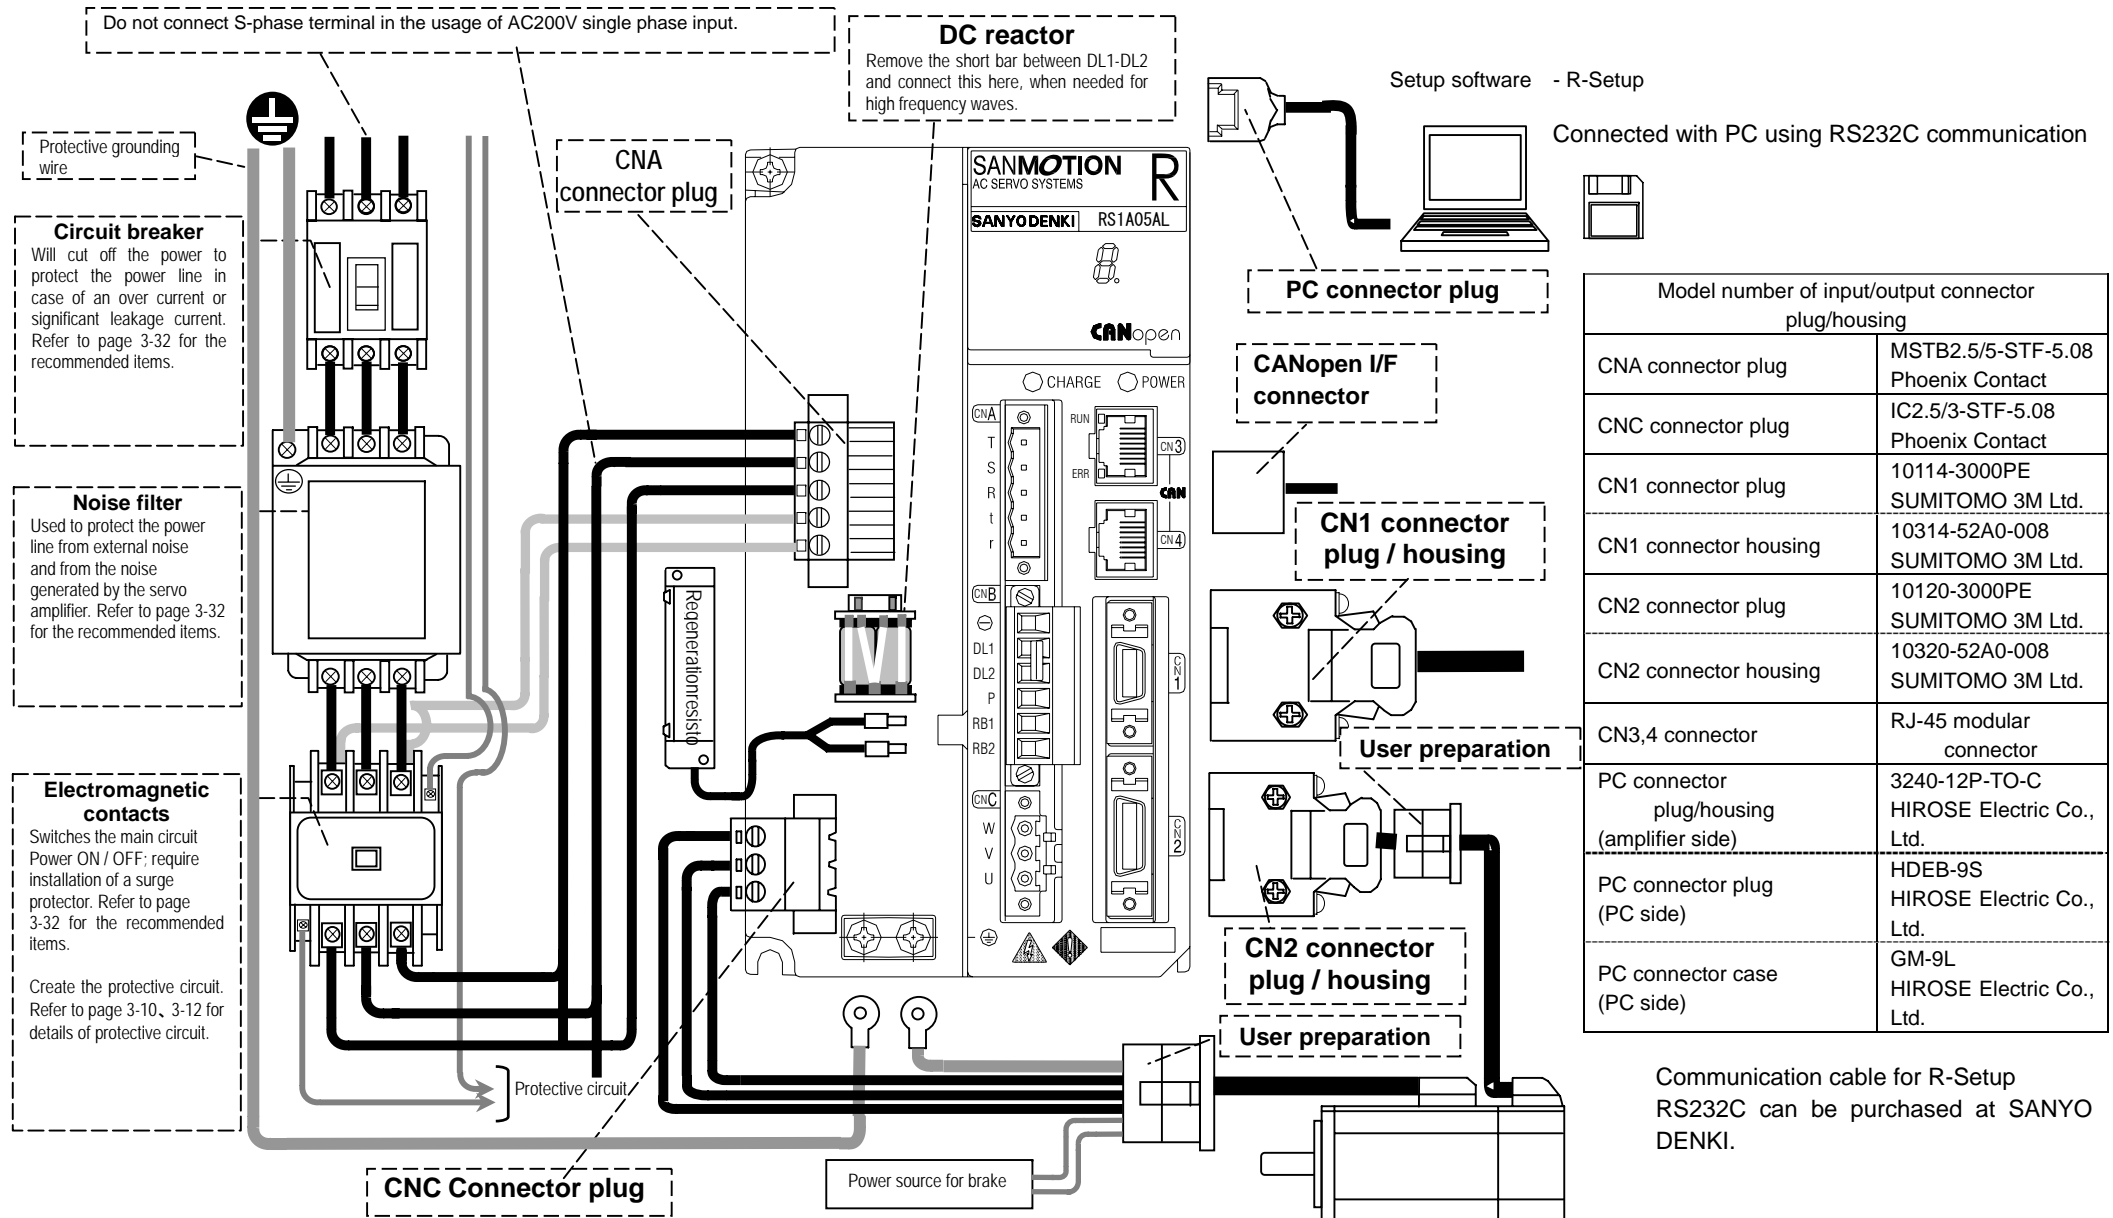 Do not connect S-phase terminal in the usage of AC200V single phase input.
DC reactor
Remove the short bar between DL1-DL2
and connect this here, when needed for
high frequency waves.
Setup software - R-Setup
Connected with PC using RS232C communication
Protective grounding
wire
CNA
connector plug
SANMOTION R
AC SERVO SYSTEMS
SANYODENKI RS1A05AL
8.
CANopen
CHARGE POWER
PC connector plug
Circuit breaker
Will cut off the power to
protect the power line in
case of an over current or
significant leakage current.
Refer to page 3-32 for the
recommended items.
CANopen I/F
connector
Noise filter
Used to protect the power
line from external noise
and from the noise
generated by the servo
amplifier. Refer to page 3-32
for the recommended items.
CNA
T
S
R
t
r
RUN
ERR
CN3
CAN
CN4
CN1 connector
plug / housing
Regenerationresisto
CNB
⊖
DL1
DL2
P
RB1
RB2
CN1
User preparation
Electromagnetic
contacts
Switches the main circuit
Power ON / OFF; require
installation of a surge
protector. Refer to page
3-32 for the recommended
items.
Create the protective circuit.
Refer to page 3-10、3-12 for
details of protective circuit.
CNC
W
V
U
CN2
CN2 connector
plug / housing
User preparation
Protective circuit
CNC Connector plug
Power source for brake
Model number of input/output connector
plug/housing
CNA connector plug MSTB2.5/5-STF-5.08
Phoenix Contact
CNC connector plug IC2.5/3-STF-5.08
Phoenix Contact
CN1 connector plug 10114-3000PE
SUMITOMO 3M Ltd.
CN1 connector housing 10314-52A0-008
SUMITOMO 3M Ltd.
CN2 connector plug 10120-3000PE
SUMITOMO 3M Ltd.
CN2 connector housing 10320-52A0-008
SUMITOMO 3M Ltd.
CN3,4 connector RJ-45 modular
connector
PC connector 3240-12P-TO-C
plug/housing HIROSE Electric Co.,
(amplifier side) Ltd.
PC connector plug HDEB-9S
(PC side) HIROSE Electric Co.,
Ltd.
PC connector case GM-9L
(PC side) HIROSE Electric Co.,
Ltd.
Communication cable for R-Setup
RS232C can be purchased at SANYO
DENKI.